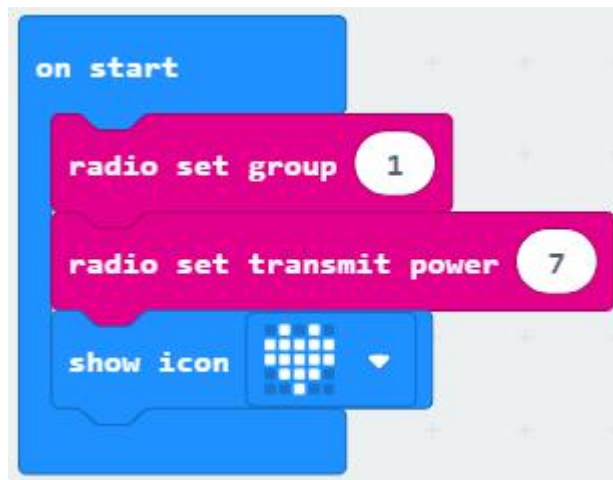 on start
radio set group 1
radio set transmit power 7
show icon